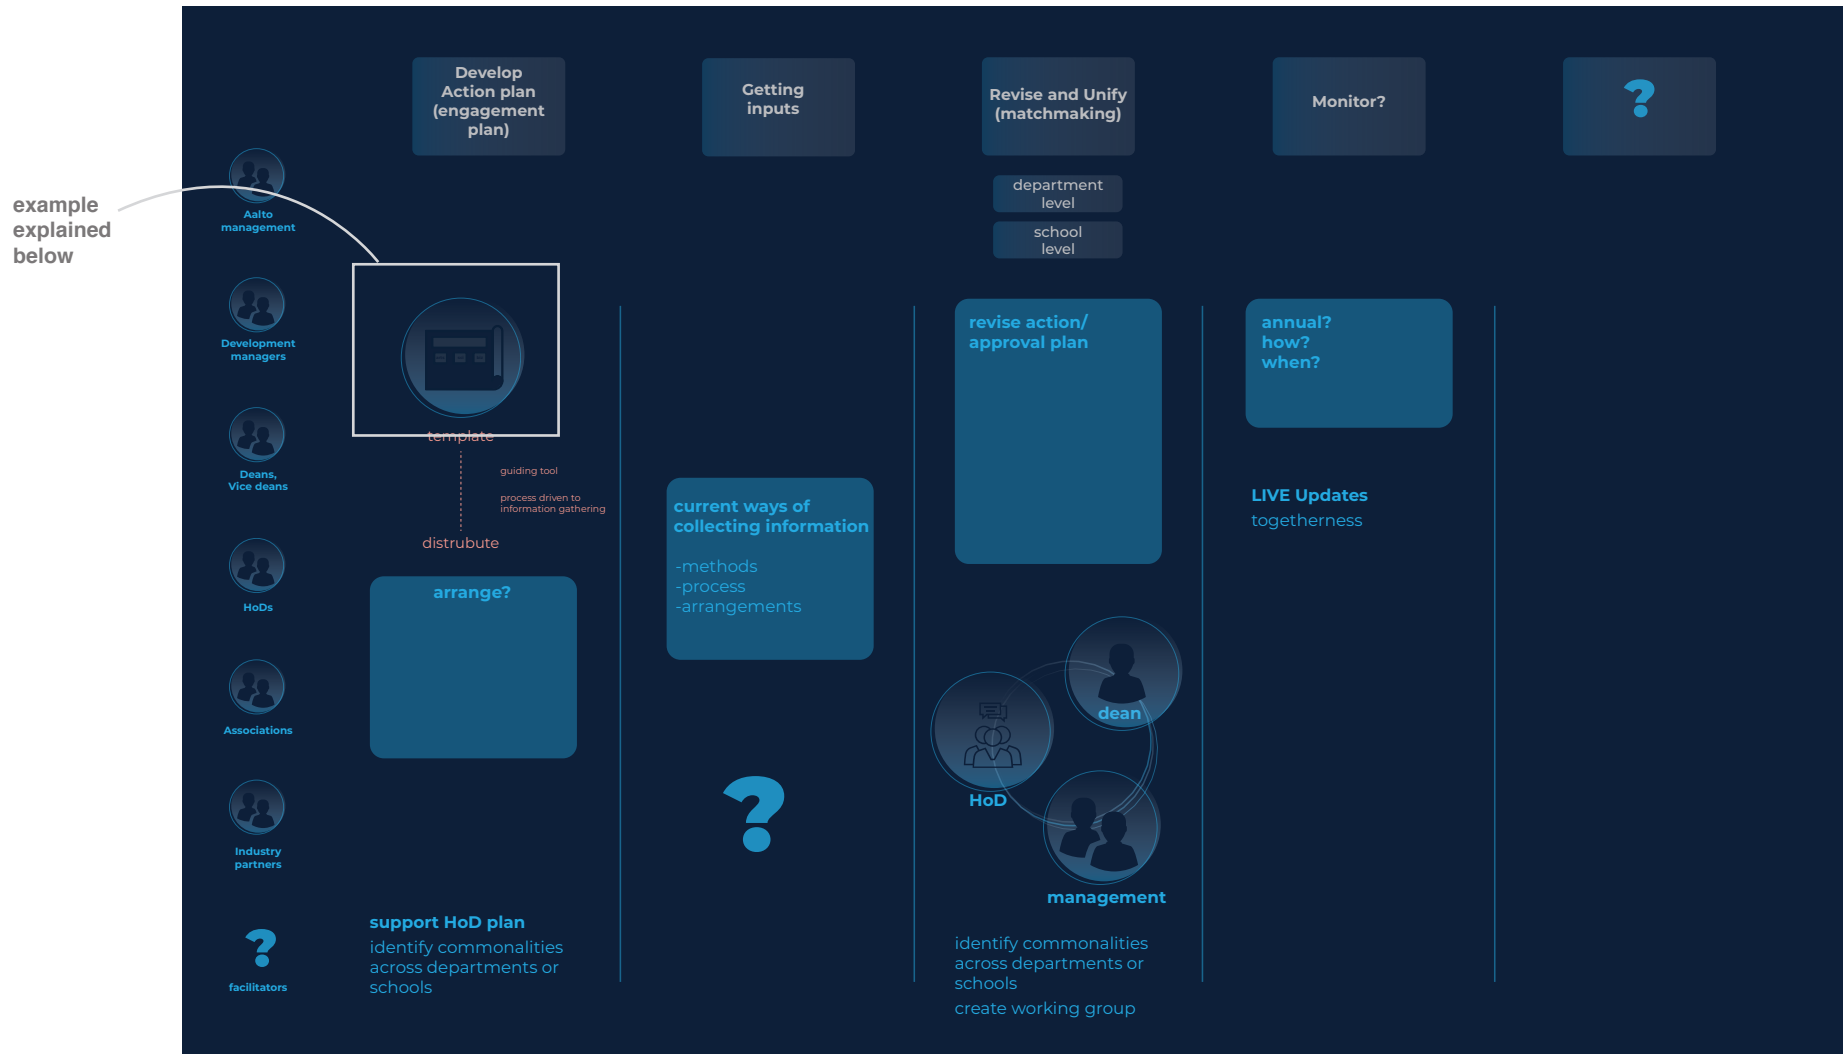 example
explained
below
Develop
Action plan
(engagement
plan)
Getting
inputs
Revise and Unify
(matchmaking)
Monitor?
?
department
level
school
level
Aalto
management
Development
managers
Deans,
Vice deans
HoDs
Associations
Industry
partners
?
facilitators
template
guiding tool
process driven to
information gathering
distrubute
arrange?
support HoD plan
identify commonalities
across departments or
schools
current ways of
collecting information
-methods
-process
-arrangements
?
revise action/
approval plan
dean
HoD
management
identify commonalities
across departments or
schools
create working group
annual?
how?
when?
LIVE Updates
togetherness